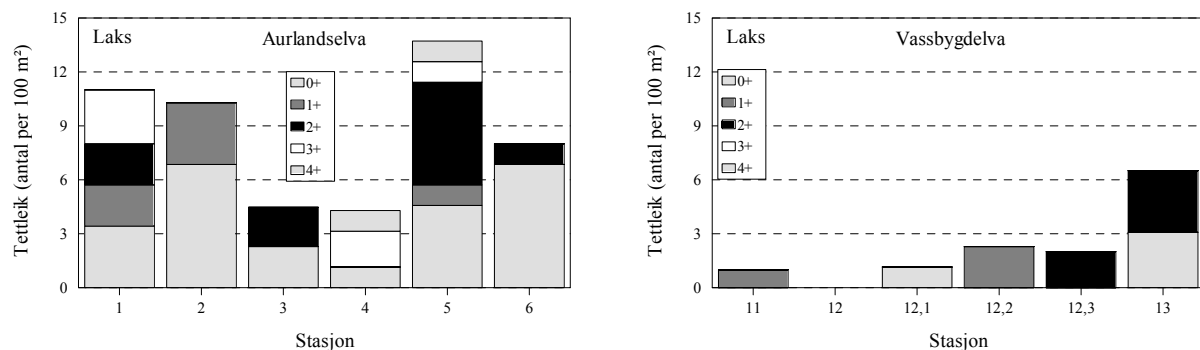 Laks Aurlandselva
Tettleik (antal per 100 m²)
15
12
9
6
3
0
0+
1+
2+
3+
4+
1 2 3 4 5 6
Stasjon
Laks Vassbygdelva
Tettleik (antal per 100 m²)
15
12
9
6
3
0
0+
1+
2+
3+
4+
11 12 12,1 12,2 12,3 13
Stasjon